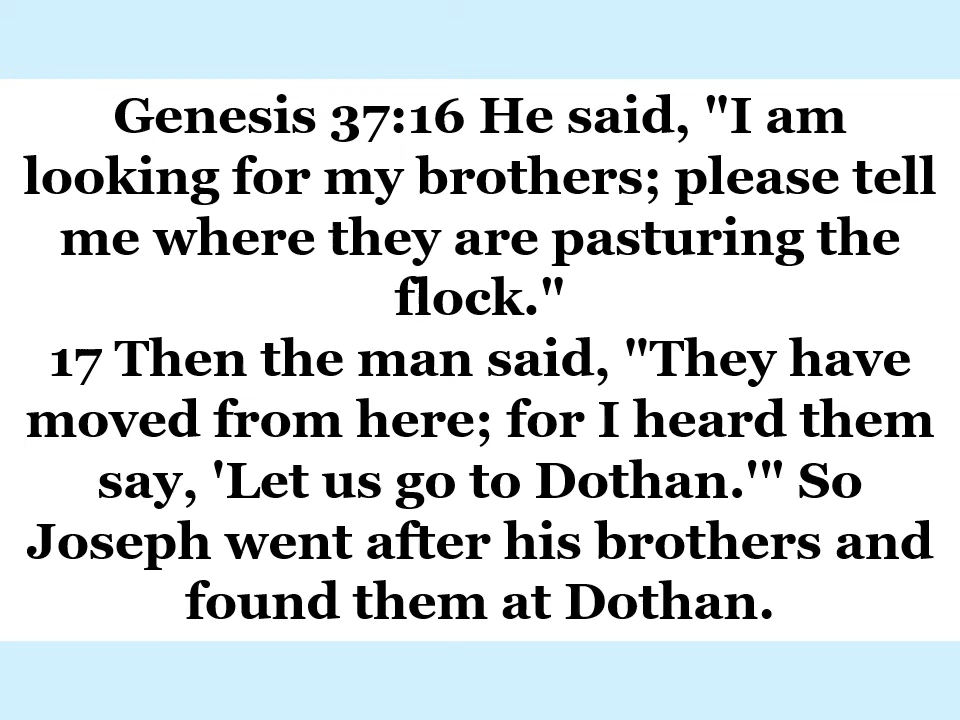 Genesis 37:16 He said, "I am
looking for my brothers; please tell
me where they are pasturing the
flock."
17 Then the man said, "They have
moved from here; for I heard them
say, 'Let us go to Dothan.'" So
Joseph went after his brothers and
found them at Dothan.